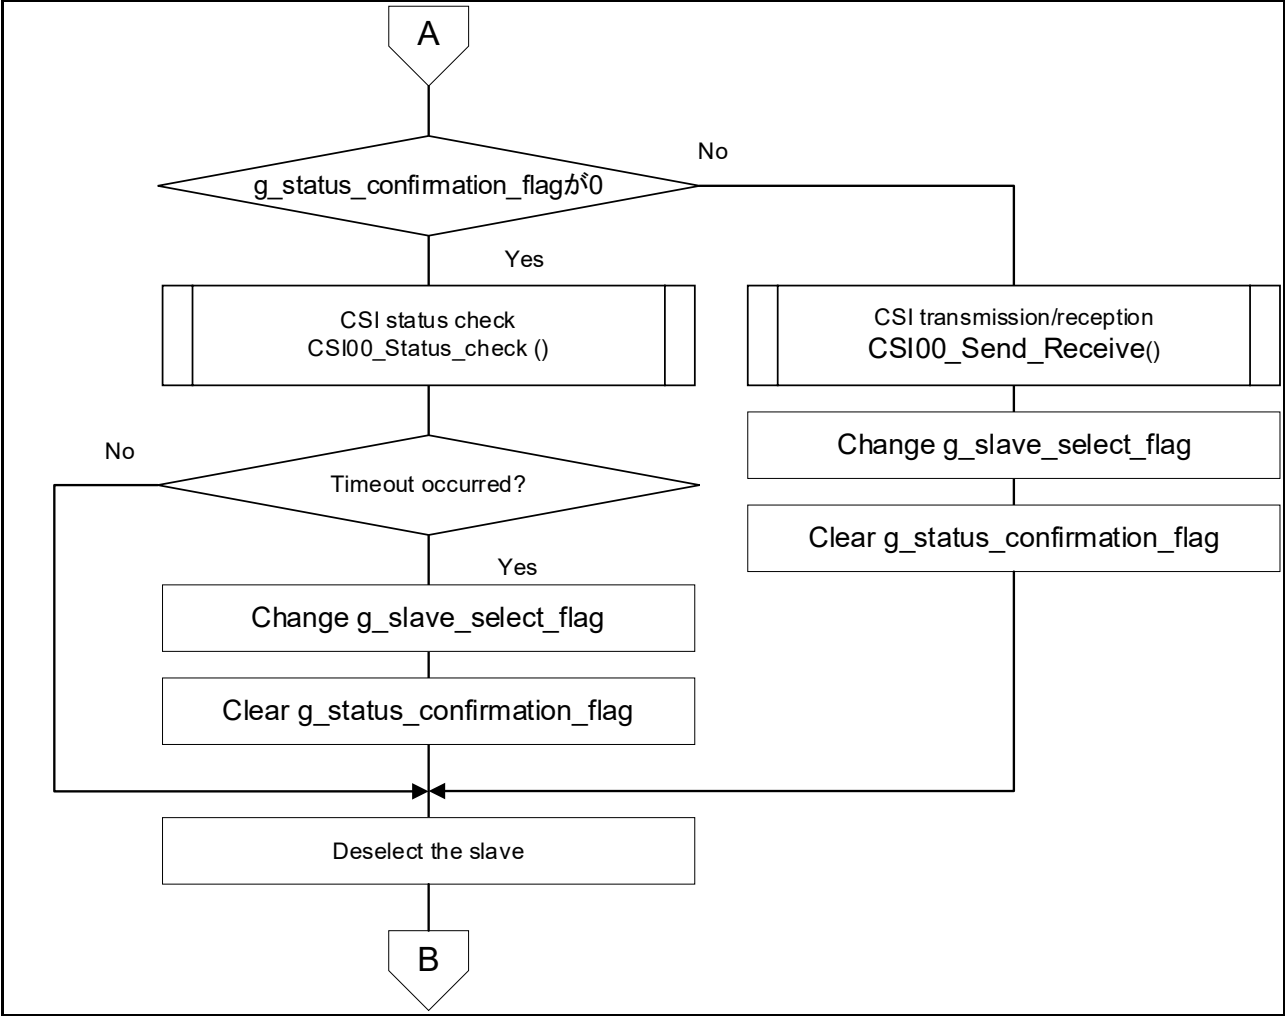 A
No
g_status_confirmation_flagが0
Yes
CSI status check
CSI00_Status_check ()
CSI transmission/reception
CSI00_Send_Receive()
Change g_slave_select_flag
No
Timeout occurred?
Clear g_status_confirmation_flag
Yes
Change g_slave_select_flag
Clear g_status_confirmation_flag
Deselect the slave
B